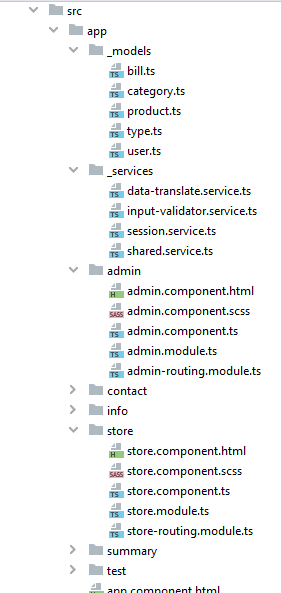 src
app
_models
bill.ts
category.ts
product.ts
type.ts
user.ts
_services
data-translate.service.ts
input-validator.service.ts
session.service.ts
shared.service.ts
admin
admin.component.html
admin.component.scss
admin.component.ts
admin.module.ts
admin-routing.module.ts
contact
info
store
store.component.html
store.component.scss
store.component.ts
store.module.ts
store-routing.module.ts
summary
test
app.component.html